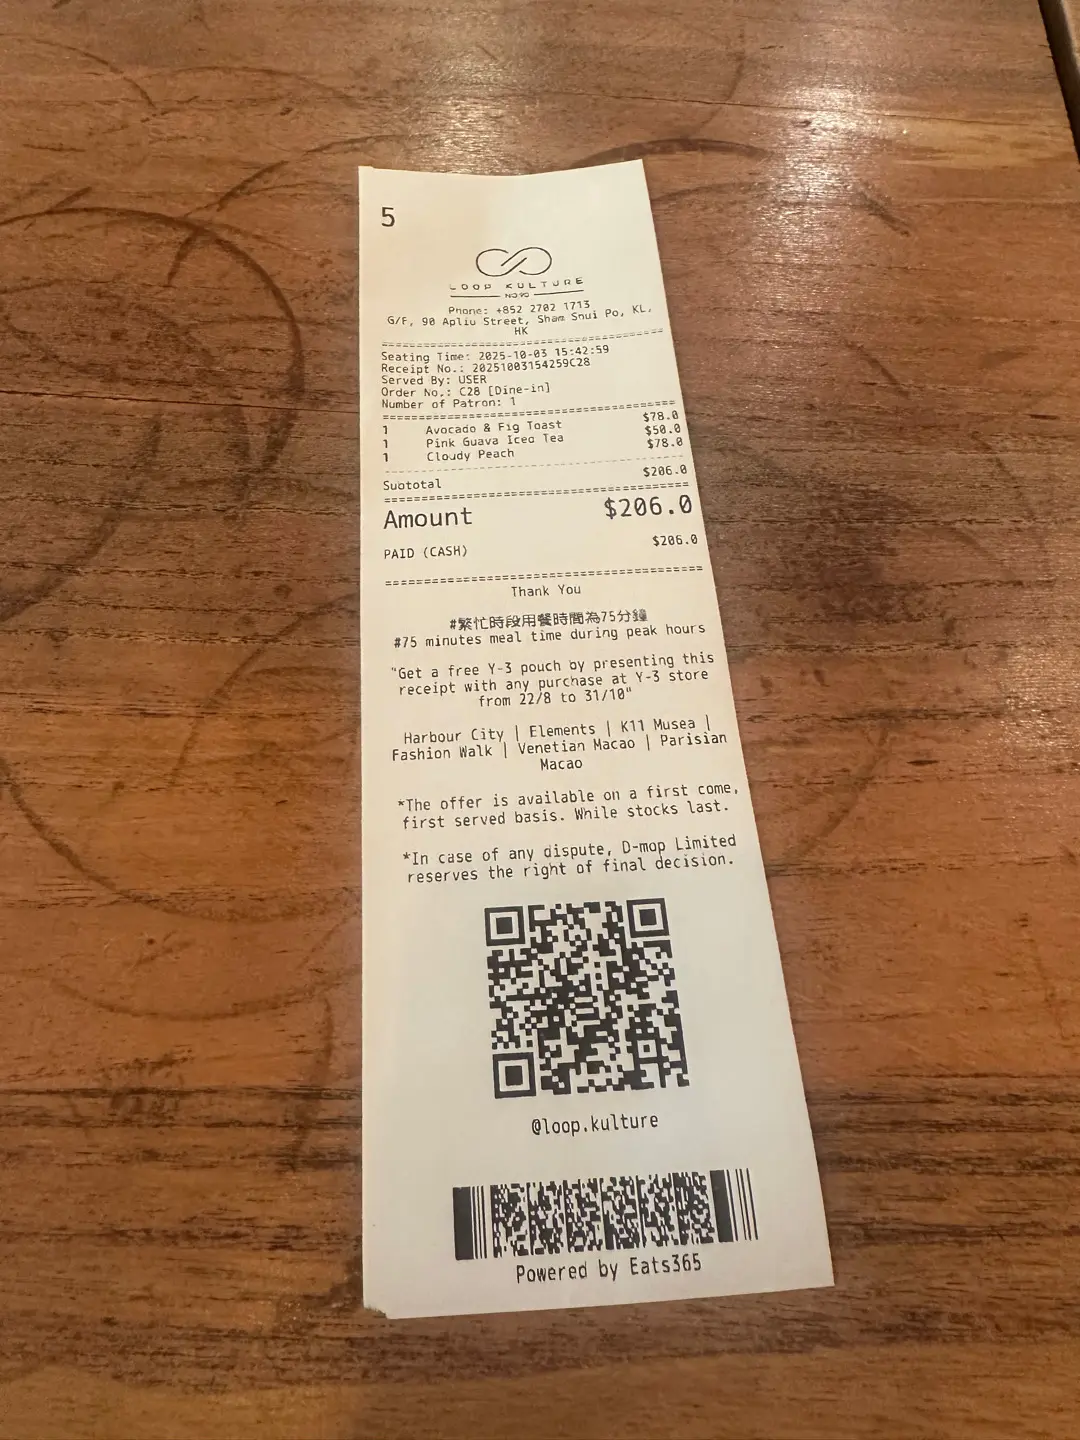 5
LOOP KULTURE
NO.90
Phone: +852 2702 1713
G/F, 90 Apliu Street, Sham Shui Po, KL,
HK
Seating Time: 2025-10-03 15:42:59
Receipt No.: 20251003154259C28
Served By: USER
Order No.: C28 [Dine-in]
Number of Patron: 1
1 Avocado & Fig Toast $78.0
1 Pink Guava Iced Tea $50.0
1 Cloudy Peach $78.0
Subtotal $206.0
Amount $206.0
PAID (CASH) $206.0
Thank You
#繁忙時段用餐時間為75分鐘
#75 minutes meal time during peak hours
"Get a free Y-3 pouch by presenting this
receipt with any purchase at Y-3 store
from 22/8 to 31/10"
Harbour City | Elements | K11 Musea |
Fashion Walk | Venetian Macao | Parisian
Macao
*The offer is available on a first come,
first served basis. While stocks last.
*In case of any dispute, D-mop Limited
reserves the right of final decision.
@loop.kulture
Powered by Eats365